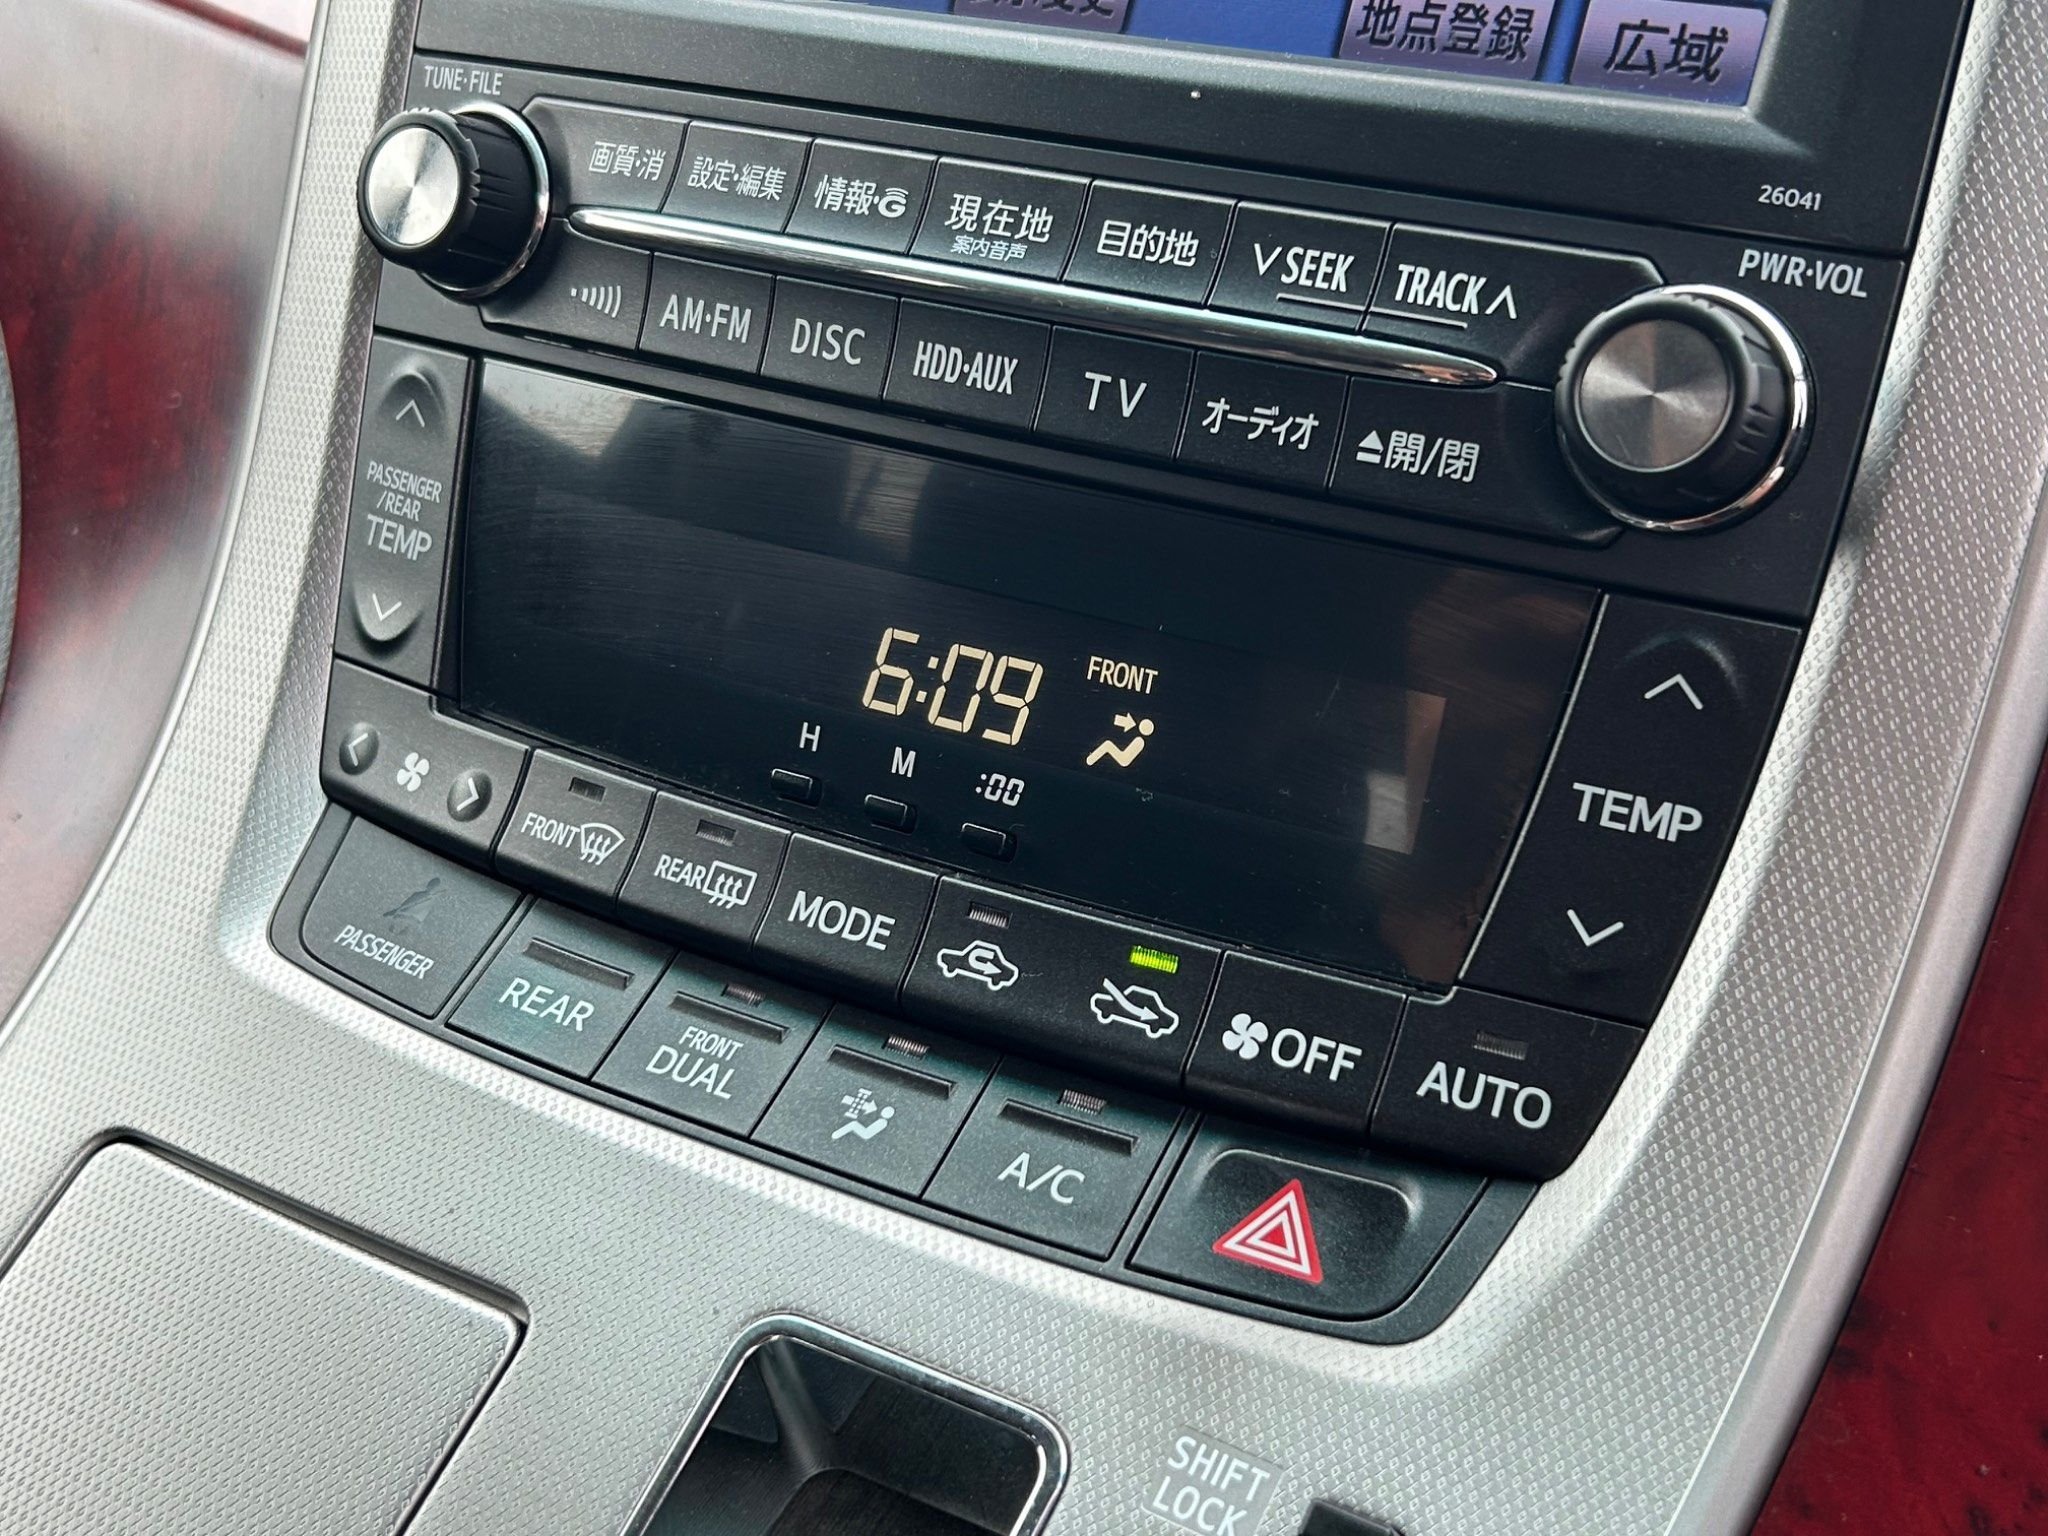 地点登録
広域
TUNE・FILE
画質・消
設定・編集
情報・G
現在地
案内音声
目的地
∨SEEK
TRACK∧
26041
PWR・VOL
AM・FM
DISC
HDD・AUX
TV
オーディオ
⏏開/閉
PASSENGER
/REAR
TEMP
6:09
FRONT
H
M
:00
TEMP
FRONT
REAR
MODE
OFF
AUTO
PASSENGER
REAR
FRONT
DUAL
A/C
SHIFT
LOCK